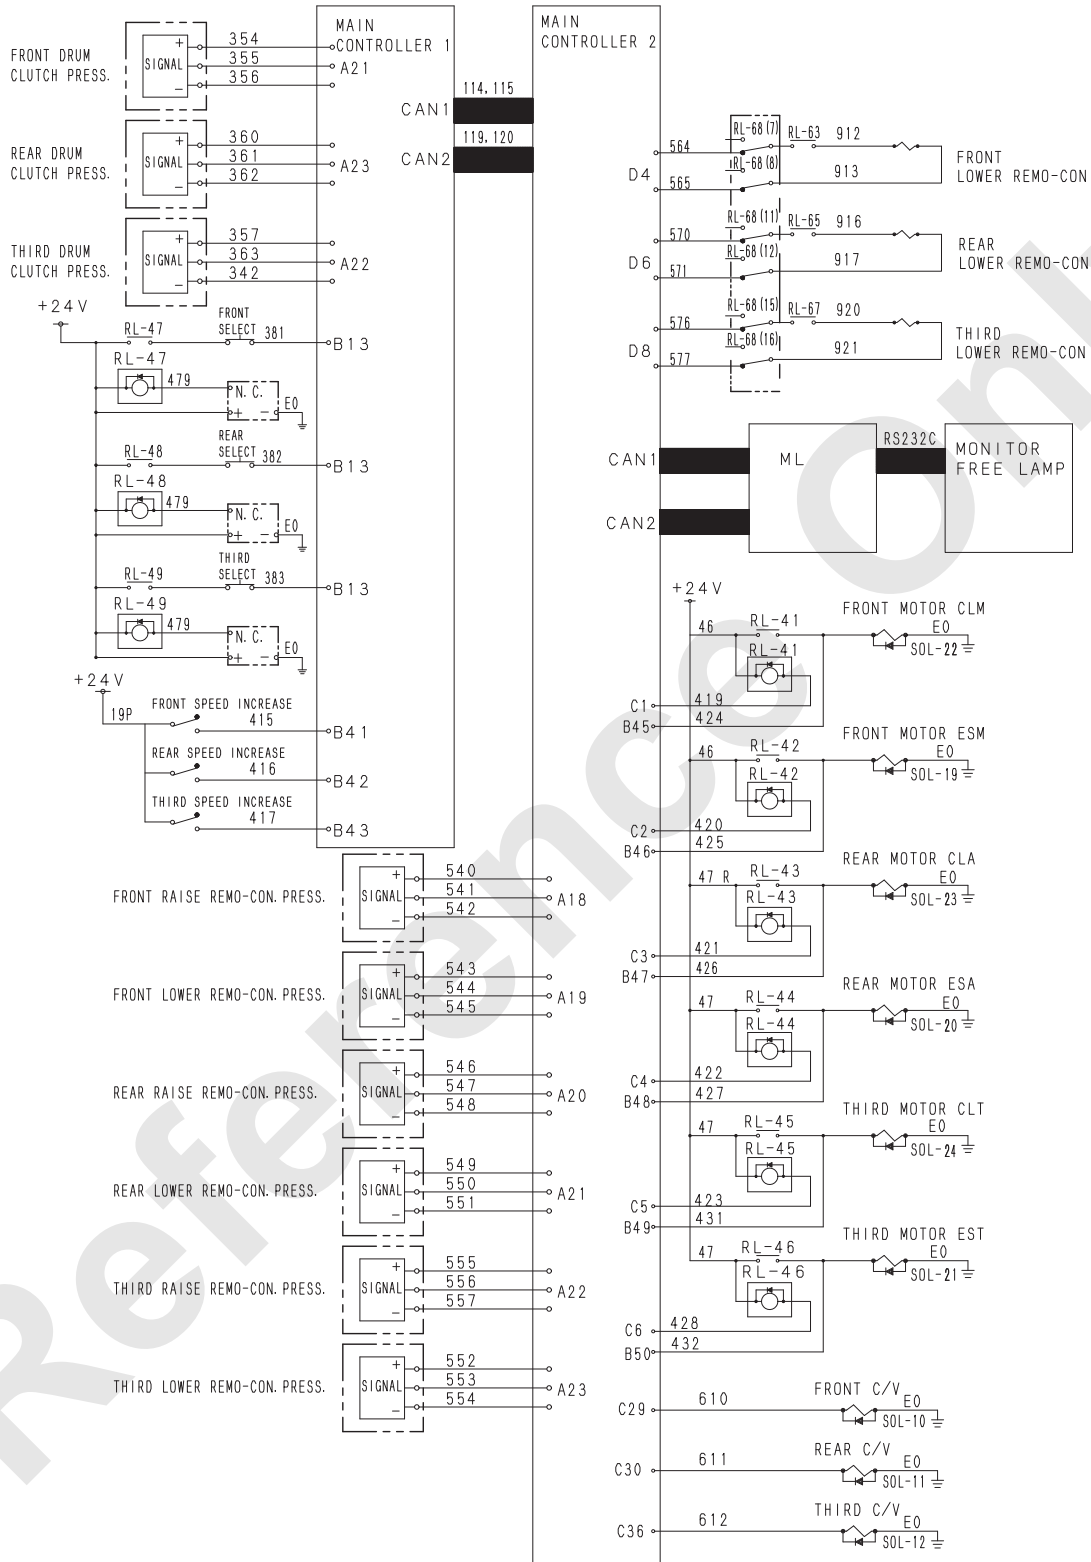 MAIN
CONTROLLER 1
MAIN
CONTROLLER 2
FRONT DRUM
CLUTCH PRESS.
SIGNAL
+
−
354
355
356
A21
CAN1
114, 115
CAN2
119, 120
REAR DRUM
CLUTCH PRESS.
SIGNAL
+
−
360
361
362
A23
THIRD DRUM
CLUTCH PRESS.
SIGNAL
+
−
357
363
342
A22
+24V
RL-47
FRONT
SELECT
381
B13
RL-47
479
N.C.
+ −
E0
RL-48
REAR
SELECT
382
B13
RL-48
479
N.C.
+ −
E0
RL-49
THIRD
SELECT
383
B13
RL-49
479
N.C.
+ −
E0
+24V
19P
FRONT SPEED INCREASE
415
B41
REAR SPEED INCREASE
416
B42
THIRD SPEED INCREASE
417
B43
FRONT RAISE REMO-CON. PRESS.
SIGNAL
+
−
540
541
542
A18
FRONT LOWER REMO-CON. PRESS.
SIGNAL
+
−
543
544
545
A19
REAR RAISE REMO-CON. PRESS.
SIGNAL
+
−
546
547
548
A20
REAR LOWER REMO-CON. PRESS.
SIGNAL
+
−
549
550
551
A21
THIRD RAISE REMO-CON. PRESS.
SIGNAL
+
−
555
556
557
A22
THIRD LOWER REMO-CON. PRESS.
SIGNAL
+
−
552
553
554
A23
D4
564
565
RL-68(7)
RL-68(8)
RL-63
912
913
FRONT
LOWER REMO-CON
D6
570
571
RL-68(11)
RL-68(12)
RL-65
916
917
REAR
LOWER REMO-CON
D8
576
577
RL-68(15)
RL-68(16)
RL-67
920
921
THIRD
LOWER REMO-CON
CAN1
CAN2
ML
RS232C
MONITOR
FREE LAMP
+24V
46
RL-41
RL-41
FRONT MOTOR CLM
E0
SOL-22
C1
419
B45
424
46
RL-42
RL-42
FRONT MOTOR ESM
E0
SOL-19
C2
420
B46
425
47 R
RL-43
RL-43
REAR MOTOR CLA
E0
SOL-23
C3
421
B47
426
47
RL-44
RL-44
REAR MOTOR ESA
E0
SOL-20
C4
422
B48
427
47
RL-45
RL-45
THIRD MOTOR CLT
E0
SOL-24
C5
423
B49
431
47
RL-46
RL-46
THIRD MOTOR EST
E0
SOL-21
C6
428
B50
432
C29
610
FRONT C/V
E0
SOL-10
C30
611
REAR C/V
E0
SOL-11
C36
612
THIRD C/V
E0
SOL-12
Reference Only